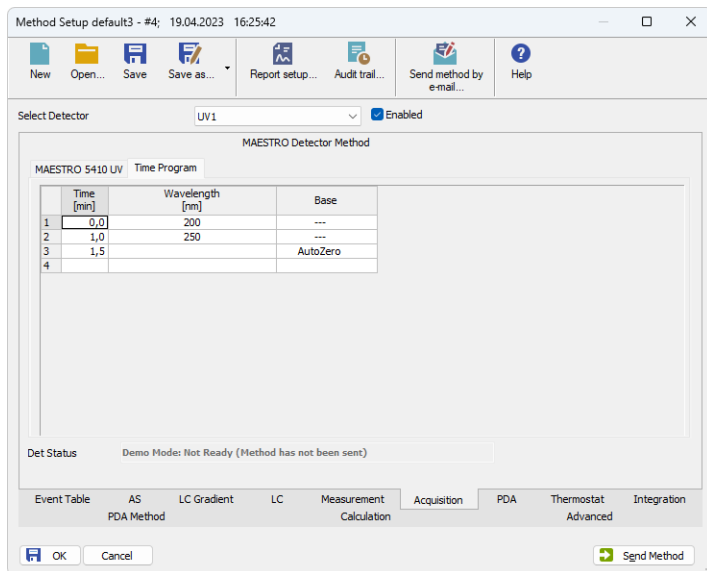 Method Setup default3 - #4; 19.04.2023 16:25:42
New Open... Save Save as... Report setup... Audit trail... Send method by e-mail... Help
Select Detector UV1 Enabled
MAESTRO Detector Method
MAESTRO 5410 UV Time Program
Time [min] Wavelength [nm] Base
1 0,0 200 ---
2 1,0 250 ---
3 1,5 AutoZero
4
Det Status Demo Mode: Not Ready (Method has not been sent)
Event Table AS LC Gradient LC Measurement Acquisition PDA Thermostat Integration
PDA Method Calculation Advanced
OK Cancel Send Method